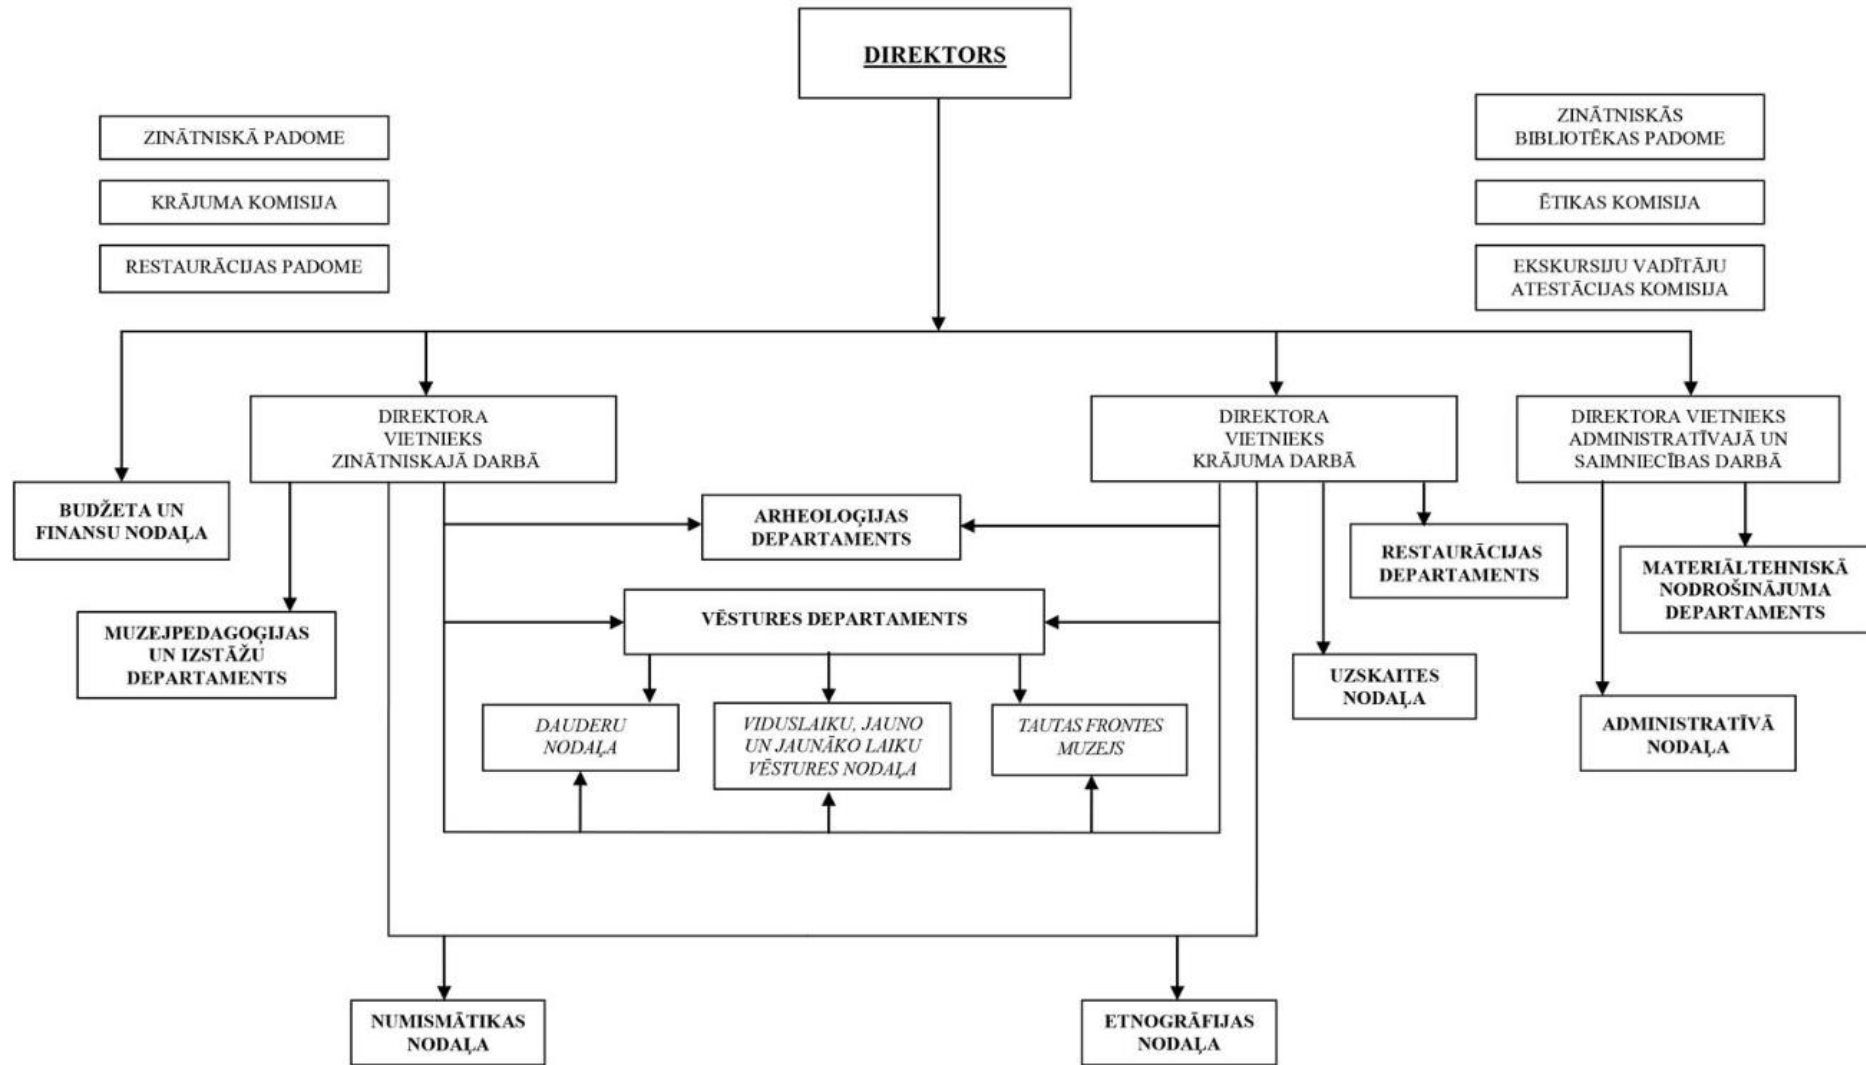 DIREKTORS
ZINĀTNISKĀ PADOME
KRĀJUMA KOMISIJA
RESTAURĀCIJAS PADOME
ZINĀTNISKĀS
BIBLIOTĒKAS PADOME
ĒTIKAS KOMISIJA
EKSKURSIJU VADĪTĀJU
ATESTĀCIJAS KOMISIJA
DIREKTORA
VIETNIEKS
ZINĀTNISKAJĀ DARBĀ
DIREKTORA
VIETNIEKS
KRĀJUMA DARBĀ
DIREKTORA VIETNIEKS
ADMINISTRATĪVAJĀ UN
SAIMNIECĪBAS DARBĀ
BUDŽETA UN
FINANSU NODAĻA
ARHEOLOĢIJAS
DEPARTAMENTS
RESTAURĀCIJAS
DEPARTAMENTS
MATERIĀLTEHNISKĀ
NODROŠINĀJUMA
DEPARTAMENTS
MUZEJPEDAGOĢIJAS
UN IZSTĀŽU
DEPARTAMENTS
VĒSTURES DEPARTAMENTS
UZSKAITES
NODAĻA
ADMINISTRATĪVĀ
NODAĻA
DAUDERU
NODAĻA
VIDUSLAIKU, JAUNO
UN JAUNĀKO LAIKU
VĒSTURES NODAĻA
TAUTAS FRONTES
MUZEJS
NUMISMĀTIKAS
NODAĻA
ETNOGRĀFIJAS
NODAĻA